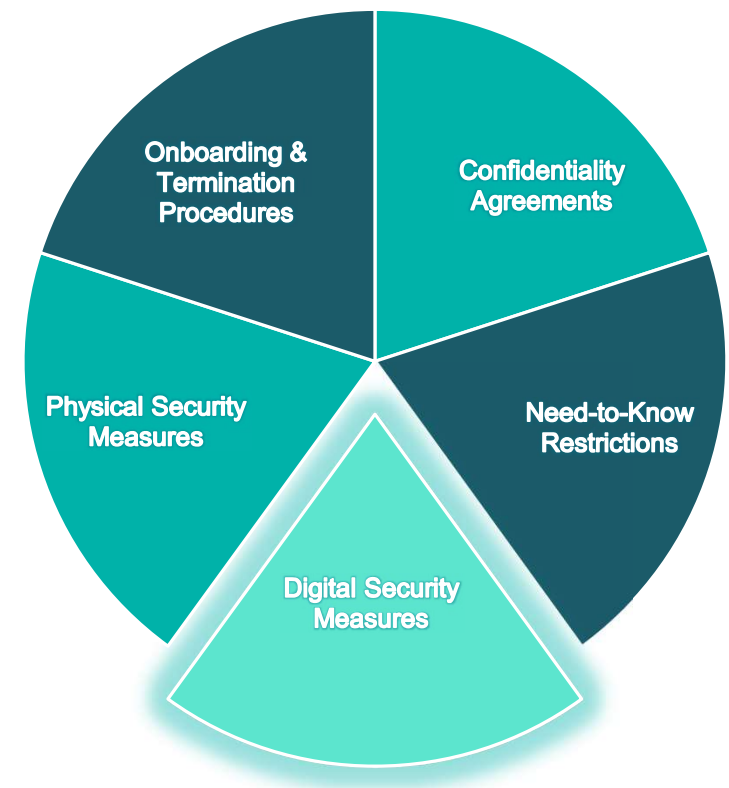 Onboarding &
Termination
Procedures
Confidentiality
Agreements
Physical Security
Measures
Need-to-Know
Restrictions
Digital Security
Measures